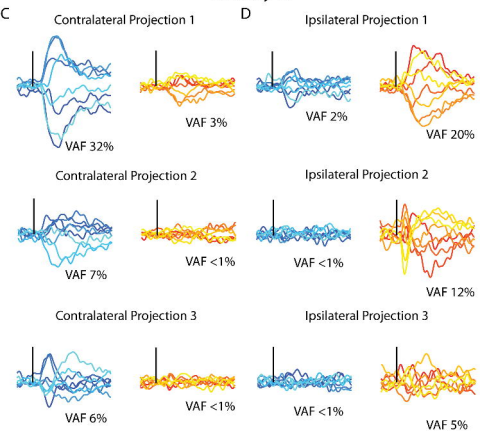 C
Contralateral Projection 1
VAF 32%
VAF 3%
D
Ipsilateral Projection 1
VAF 2%
VAF 20%
Contralateral Projection 2
VAF 7%
VAF <1%
Ipsilateral Projection 2
VAF <1%
VAF 12%
Contralateral Projection 3
VAF 6%
VAF <1%
Ipsilateral Projection 3
VAF <1%
VAF 5%